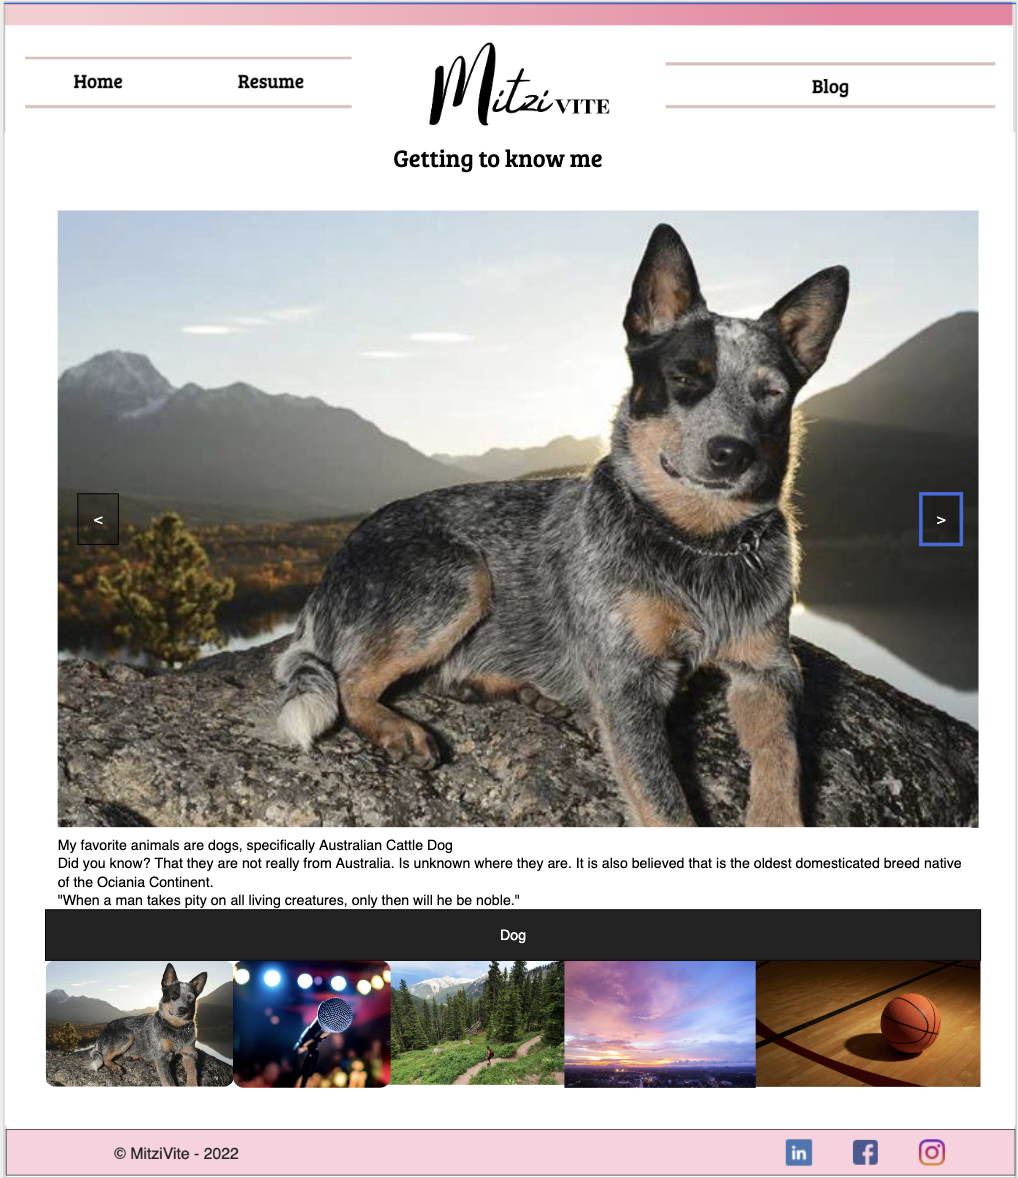 Home Resume
Mitzi VITE
Blog
Getting to know me
<
>
My favorite animals are dogs, specifically Australian Cattle Dog
Did you know? That they are not really from Australia. Is unknown where they are. It is also believed that is the oldest domesticated breed native
of the Ociania Continent.
"When a man takes pity on all living creatures, only then will he be noble."
Dog
© MitziVite - 2022
in f